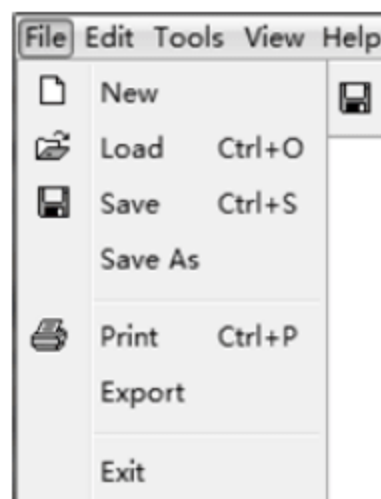 File Edit Tools View Help
New
Load Ctrl+O
Save Ctrl+S
Save As
Print Ctrl+P
Export
Exit